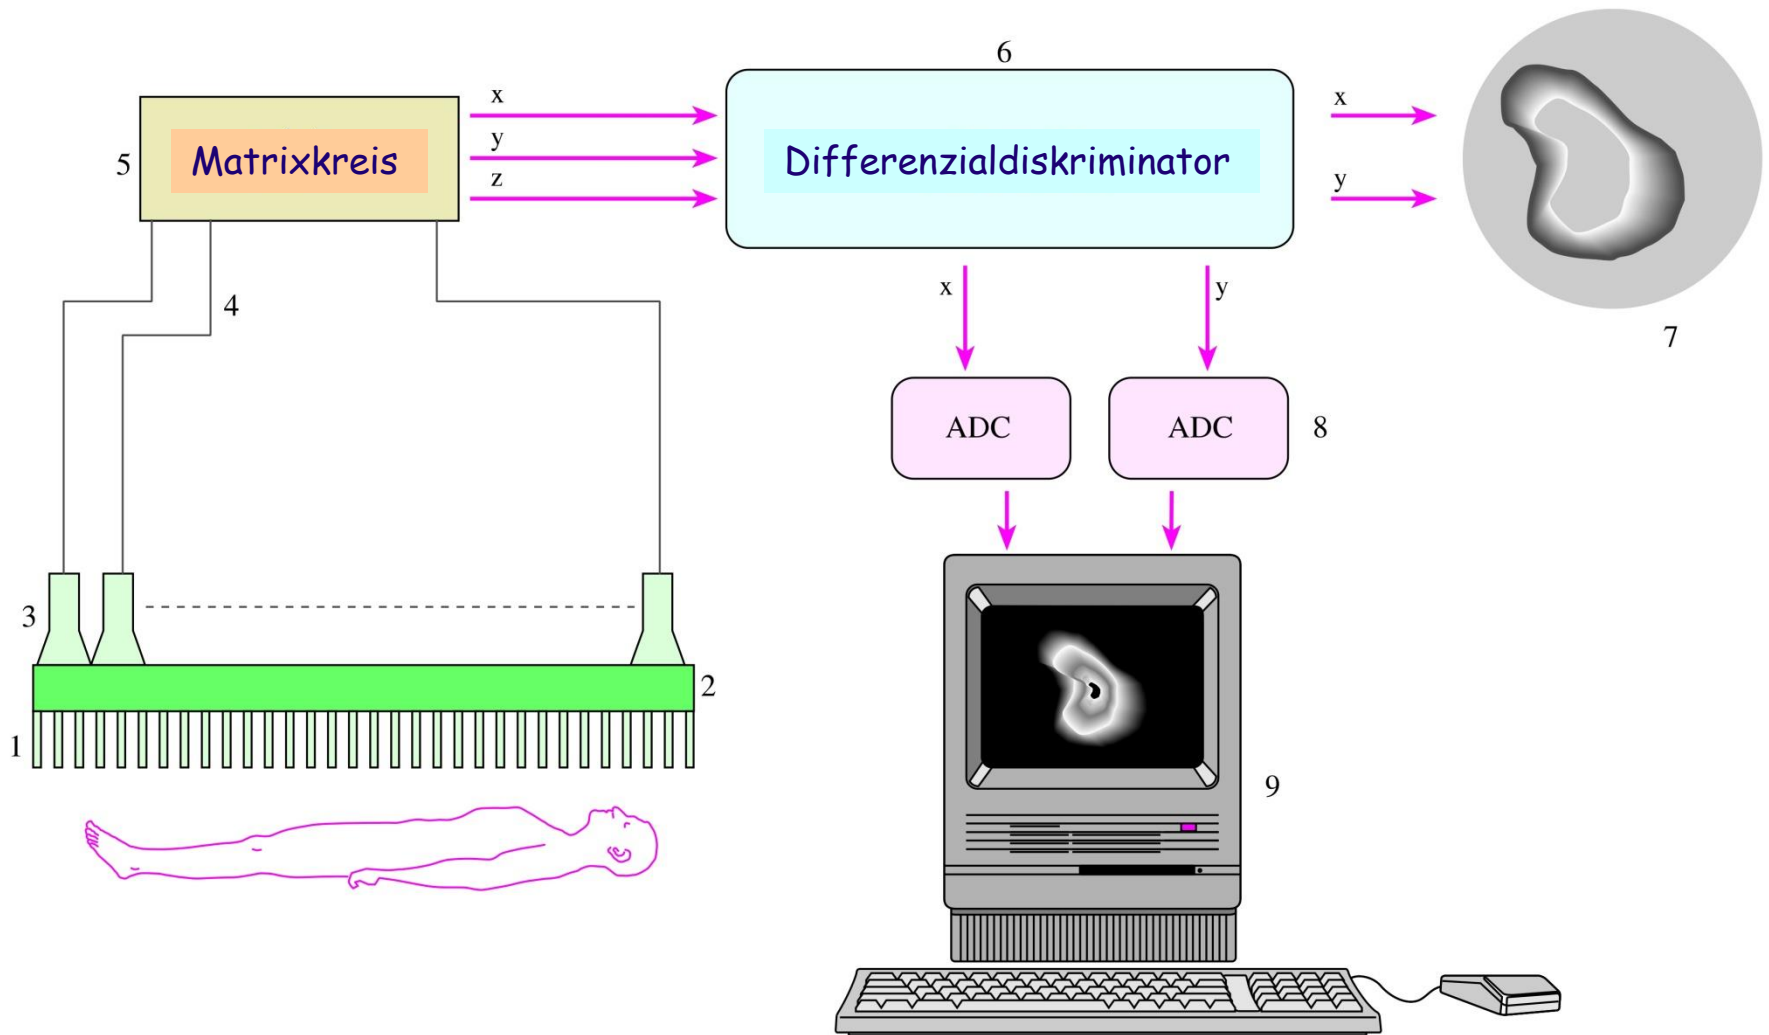 6
x
y
z
5
Matrixkreis
Differenzialdiskriminator
x
y
7
4
x
y
ADC
ADC
8
3
2
1
9